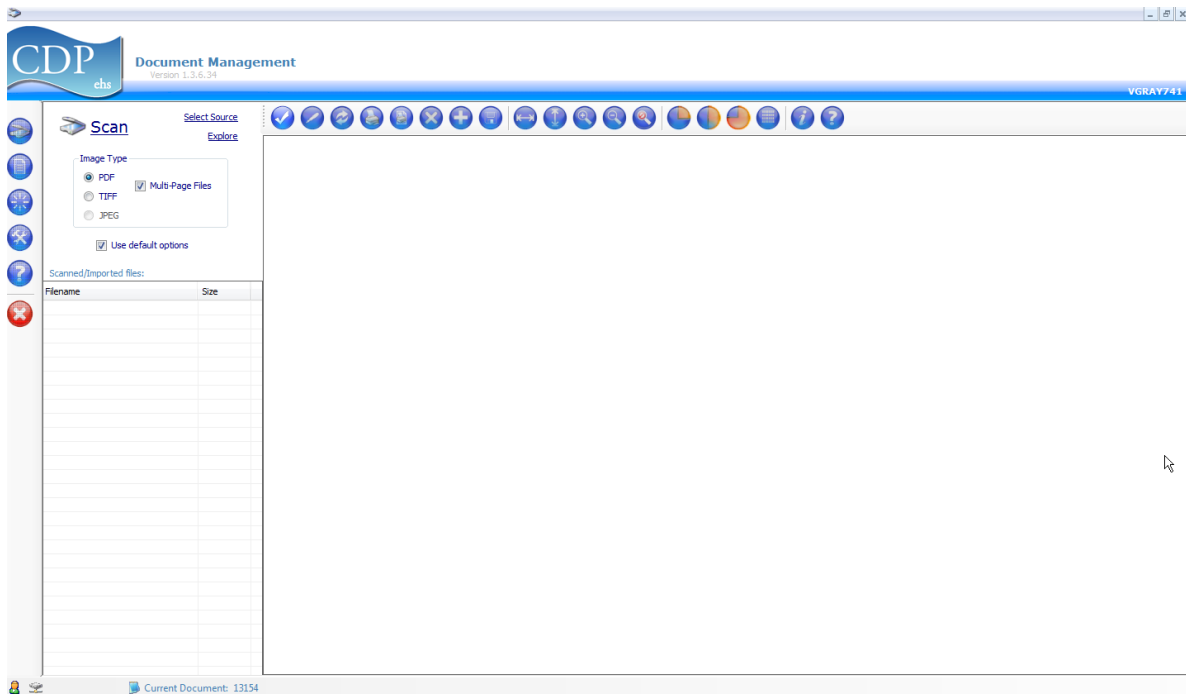 CDP
ehs
Document Management
Version 1.3.6.34
VGRAY741
Scan
Select Source
Explore
Image Type
PDF
Multi-Page Files
TIFF
JPEG
Use default options
Scanned/Imported files:
Filename Size
Current Document: 13154